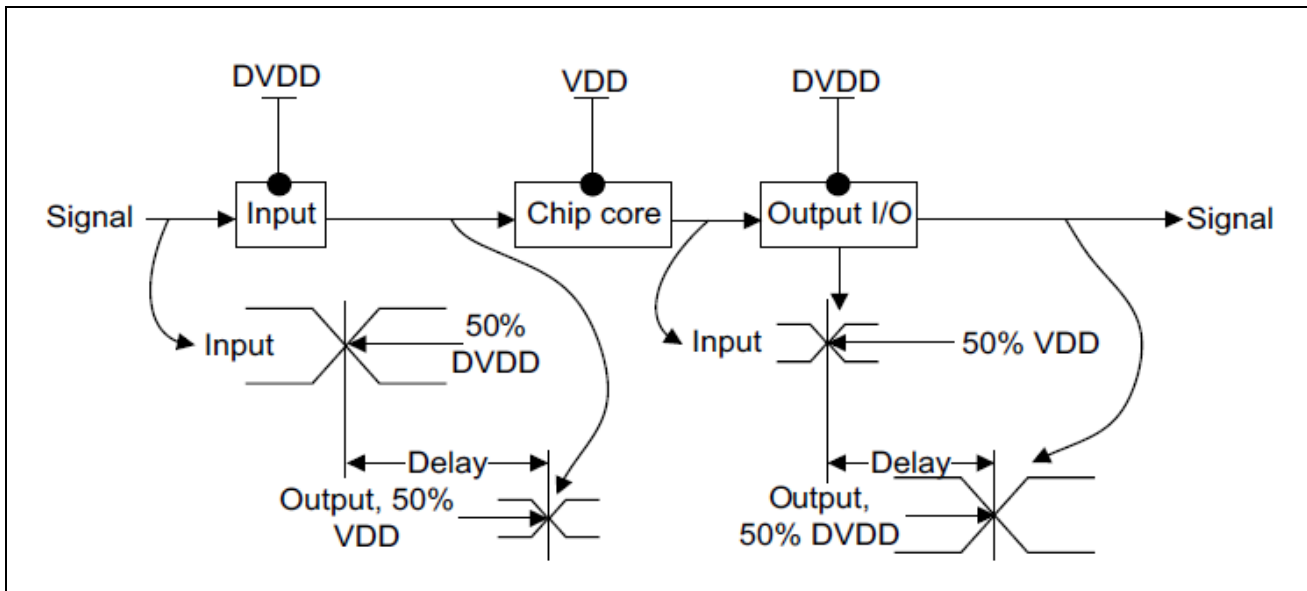 DVDD
VDD
DVDD
Signal
Input
Chip core
Output I/O
Signal
Input
50%
DVDD
Input
50% VDD
Delay
Output, 50%
VDD
Delay
Output,
50% DVDD